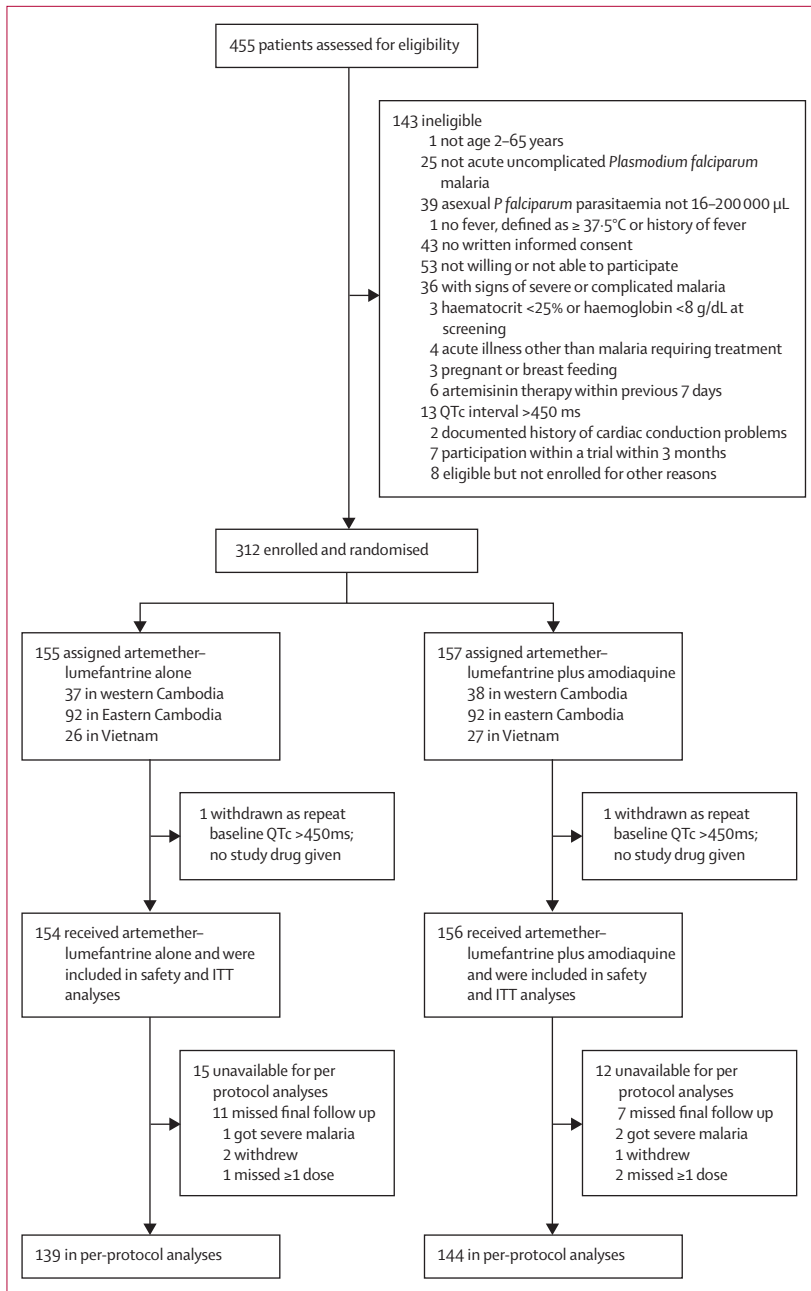 455 patients assessed for eligibility
143 ineligible
1 not age 2–65 years
25 not acute uncomplicated Plasmodium falciparum
malaria
39 asexual P falciparum parasitaemia not 16–200 000 µL
1 no fever, defined as ≥ 37·5°C or history of fever
43 no written informed consent
53 not willing or not able to participate
36 with signs of severe or complicated malaria
3 haematocrit <25% or haemoglobin <8 g/dL at
screening
4 acute illness other than malaria requiring treatment
3 pregnant or breast feeding
6 artemisinin therapy within previous 7 days
13 QTc interval >450 ms
2 documented history of cardiac conduction problems
7 participation within a trial within 3 months
8 eligible but not enrolled for other reasons
312 enrolled and randomised
155 assigned artemether–
lumefantrine alone
37 in western Cambodia
92 in Eastern Cambodia
26 in Vietnam
157 assigned artemether–
lumefantrine plus amodiaquine
38 in western Cambodia
92 in eastern Cambodia
27 in Vietnam
1 withdrawn as repeat
baseline QTc >450ms;
no study drug given
1 withdrawn as repeat
baseline QTc >450ms;
no study drug given
154 received artemether–
lumefantrine alone and were
included in safety and ITT
analyses
156 received artemether–
lumefantrine plus amodiaquine
and were included in safety
and ITT analyses
15 unavailable for per
protocol analyses
11 missed final follow up
1 got severe malaria
2 withdrew
1 missed ≥1 dose
12 unavailable for per
protocol analyses
7 missed final follow up
2 got severe malaria
1 withdrew
2 missed ≥1 dose
139 in per-protocol analyses
144 in per-protocol analyses